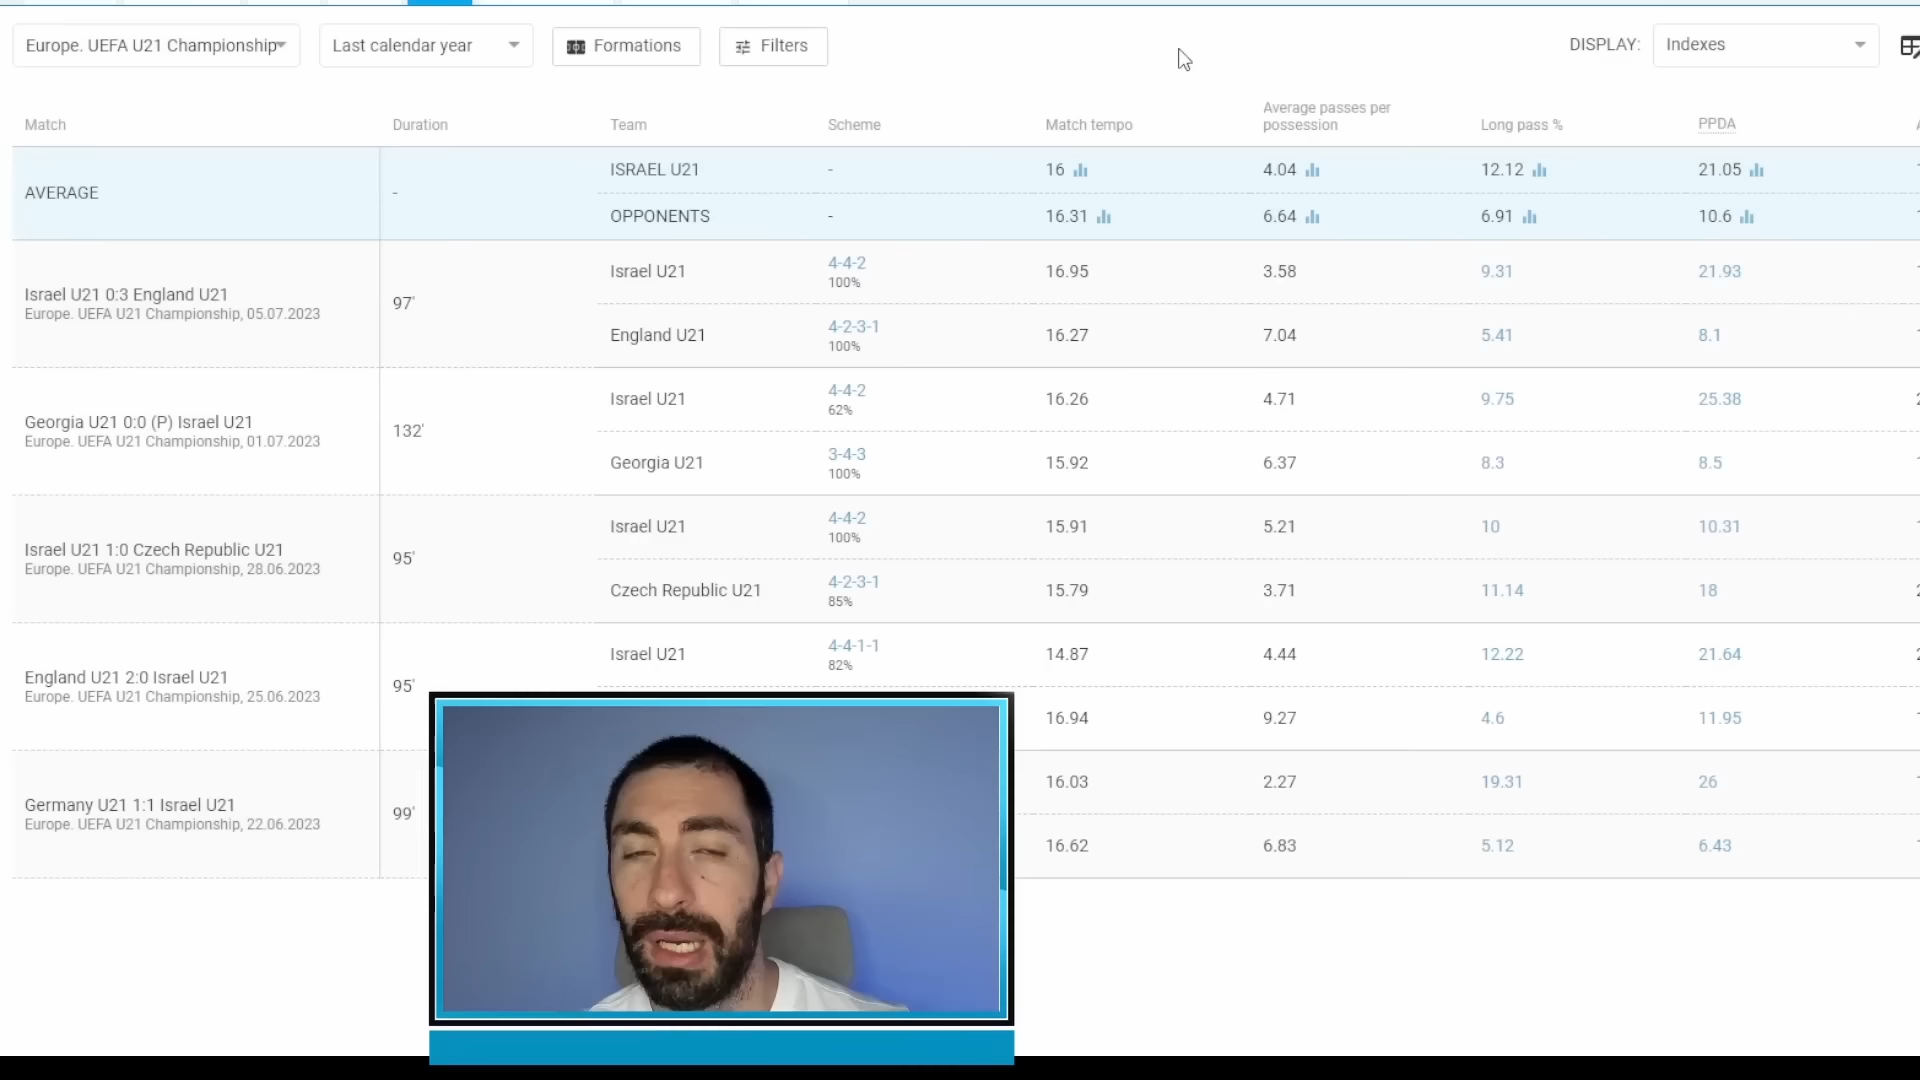 Europe. UEFA U21 Championship
Last calendar year
Formations
Filters
DISPLAY:
Indexes
Match
Duration
Team
Scheme
Match tempo
Average passes per possession
Long pass %
PPDA
AVERAGE
-
ISRAEL U21
-
16
4.04
12.12
21.05
OPPONENTS
-
16.31
6.64
6.91
10.6
Israel U21 0:3 England U21
Europe. UEFA U21 Championship, 05.07.2023
97'
Israel U21
4-4-2
100%
16.95
3.58
9.31
21.93
England U21
4-2-3-1
100%
16.27
7.04
5.41
8.1
Georgia U21 0:0 (P) Israel U21
Europe. UEFA U21 Championship, 01.07.2023
132'
Israel U21
4-4-2
62%
16.26
4.71
9.75
25.38
Georgia U21
3-4-3
100%
15.92
6.37
8.3
8.5
Israel U21 1:0 Czech Republic U21
Europe. UEFA U21 Championship, 28.06.2023
95'
Israel U21
4-4-2
100%
15.91
5.21
10
10.31
Czech Republic U21
4-2-3-1
85%
15.79
3.71
11.14
18
England U21 2:0 Israel U21
Europe. UEFA U21 Championship, 25.06.2023
95'
Israel U21
4-4-1-1
82%
14.87
4.44
12.22
21.64
16.94
9.27
4.6
11.95
Germany U21 1:1 Israel U21
Europe. UEFA U21 Championship, 22.06.2023
99'
16.03
2.27
19.31
26
16.62
6.83
5.12
6.43